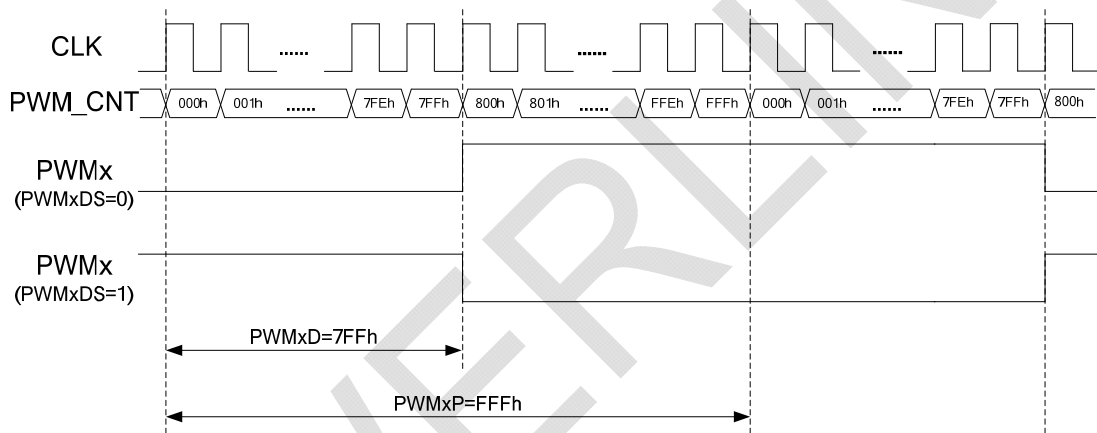 CLK ...... ...... ......
PWM_CNT 000h 001h ...... 7FEh 7FFh 800h 801h ...... FFEh FFFh 000h 001h ...... 7FEh 7FFh 800h
PWMx
(PWMxDS=0)
PWMx
(PWMxDS=1)
PWMxD=7FFh
PWMxP=FFFh